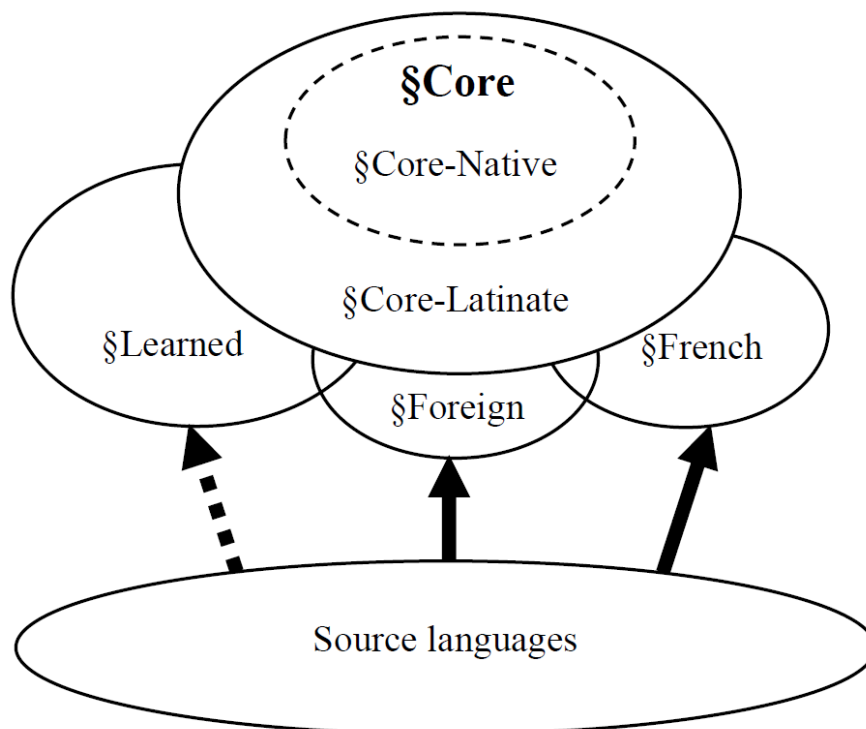 §Core
§Core-Native
§Core-Latinate
§Learned
§French
§Foreign
Source languages